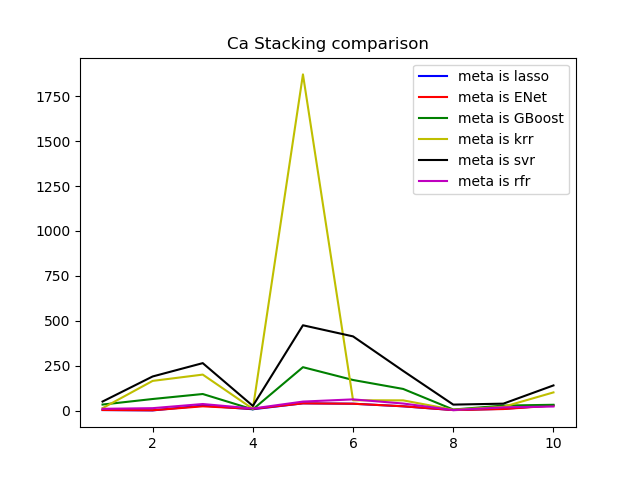 Ca Stacking comparison
meta is lasso
meta is ENet
meta is GBoost
meta is krr
meta is svr
meta is rfr
1750
1500
1250
1000
750
500
250
0
2 4 6 8 10